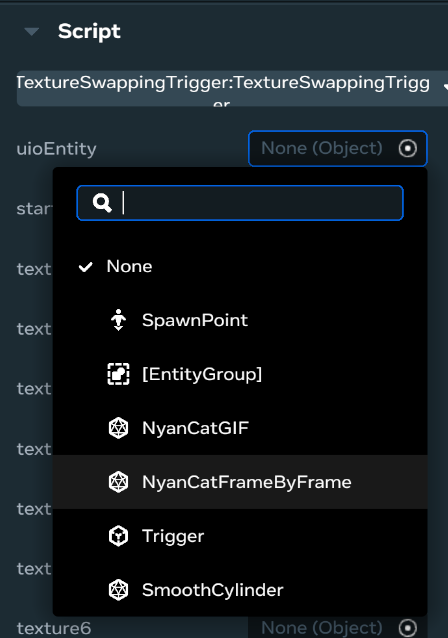 Script
TextureSwappingTrigger:TextureSwappingTrigg
er
uioEntity
None (Object)
star
None
text
SpawnPoint
text
[EntityGroup]
text
NyanCatGIF
text
NyanCatFrameByFrame
text
Trigger
text
SmoothCylinder
texture6
None (Object)